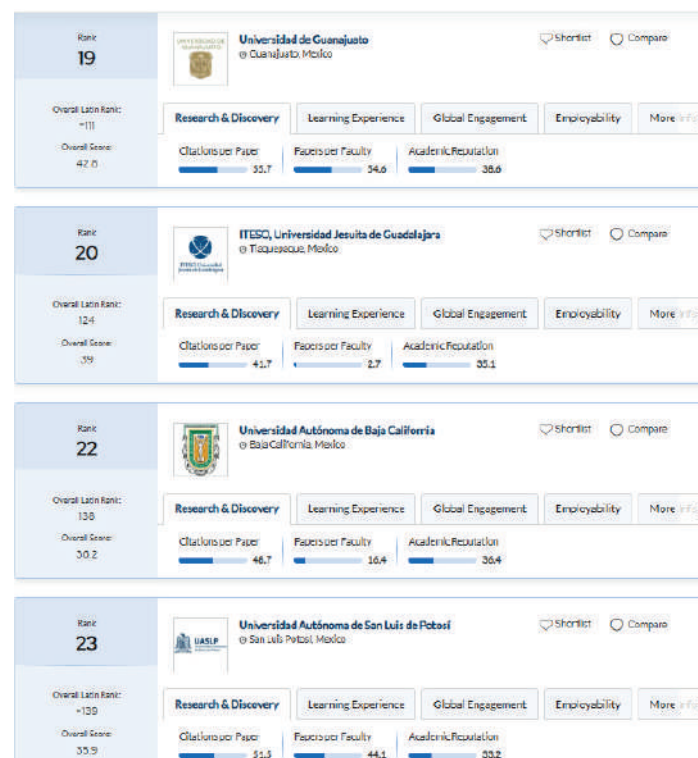 Rank
19
Universidad de Guanajuato
Guanajuato, Mexico
Shortlist
Compare
Overall Latin Rank:
=111
Overall Score:
Research & Discovery
Learning Experience
Global Engagement
Employability
More
Citations per Paper
Papers per Faculty
Academic Reputation
54.6
38.6
Rank
20
ITESO, Universidad Jesuita de Guadalajara
Tlaquepaque, Mexico
Shortlist
Compare
Overall Latin Rank:
124
Overall Score:
39
Research & Discovery
Learning Experience
Global Engagement
Employability
More
Citations per Paper
Papers per Faculty
Academic Reputation
41.7
2.7
Rank
22
Universidad Autónoma de Baja California
Baja California, Mexico
Shortlist
Compare
Overall Latin Rank:
138
Overall Score:
Research & Discovery
Learning Experience
Global Engagement
Employability
More
Citations per Paper
Papers per Faculty
Academic Reputation
16.4
36.4
Rank
23
UASLP
Universidad Autónoma de San Luis de Potosí
San Luis Potosí, Mexico
Shortlist
Compare
Overall Latin Rank:
=139
Overall Score:
35.9
Research & Discovery
Learning Experience
Global Engagement
Employability
More
Citations per Paper
Papers per Faculty
Academic Reputation
44.1